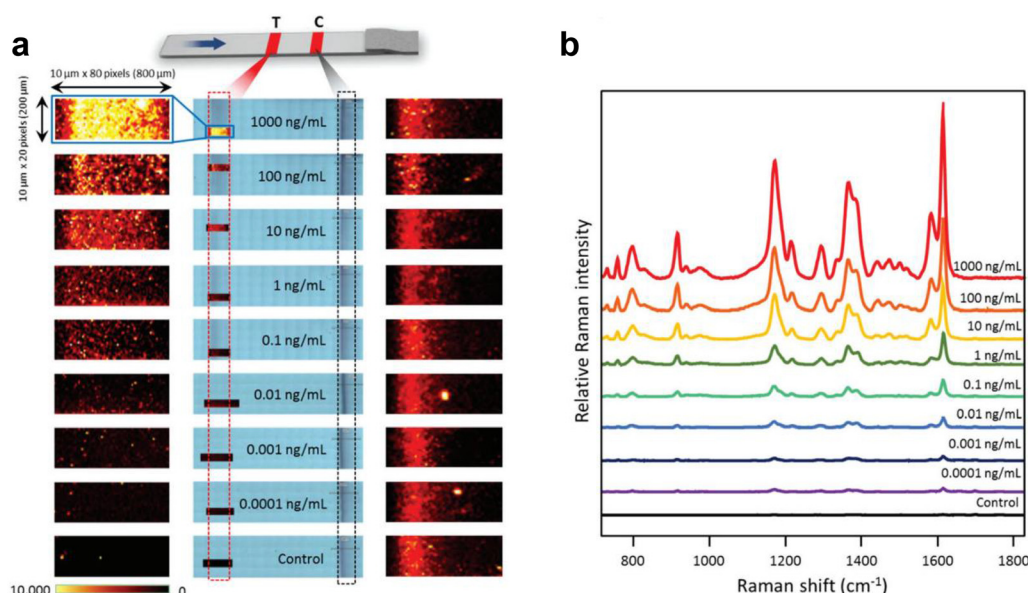 a
T C
10 µm x 80 pixels (800 µm)
10 µm x 20 pixels (200 µm)
1000 ng/mL
100 ng/mL
10 ng/mL
1 ng/mL
0.1 ng/mL
0.01 ng/mL
0.001 ng/mL
0.0001 ng/mL
Control
10,000 0
b
Relative Raman intensity
1000 ng/mL
100 ng/mL
10 ng/mL
1 ng/mL
0.1 ng/mL
0.01 ng/mL
0.001 ng/mL
0.0001 ng/mL
Control
800 1000 1200 1400 1600 1800
Raman shift (cm⁻¹)